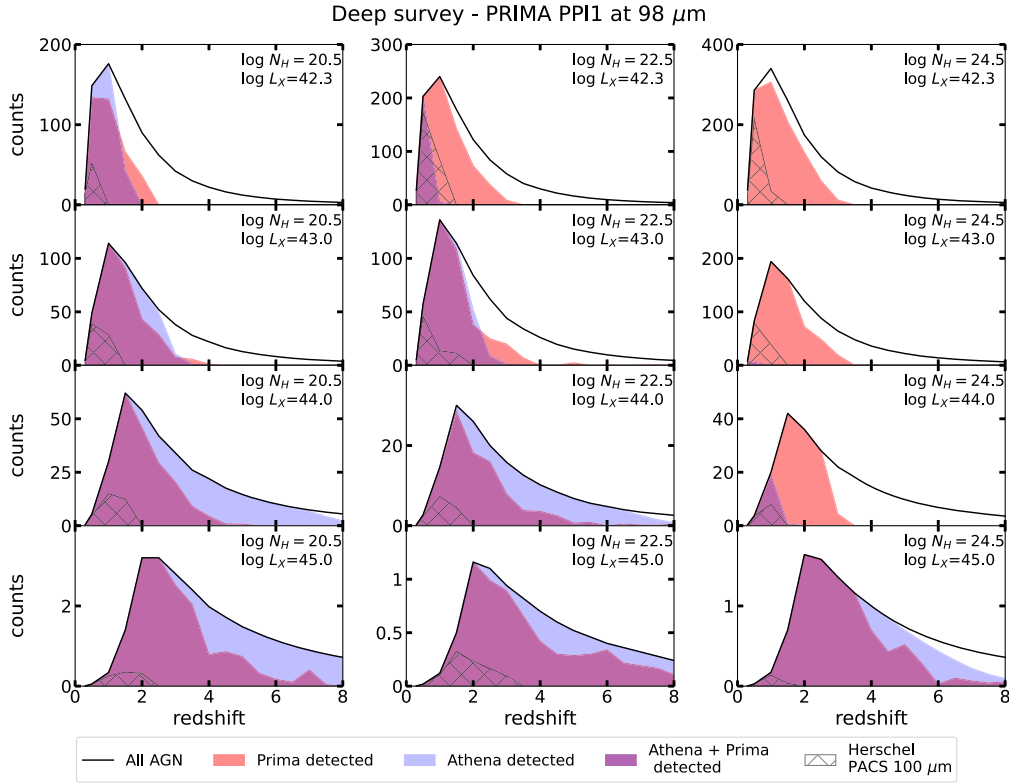 Deep survey - PRIMA PPI1 at 98 μm
200
100
0
counts
log N_H = 20.5
log L_X=42.3
300
200
100
0
log N_H = 22.5
log L_X=42.3
400
200
0
log N_H = 24.5
log L_X=42.3
100
50
0
counts
log N_H = 20.5
log L_X=43.0
100
50
0
log N_H = 22.5
log L_X=43.0
200
100
0
log N_H = 24.5
log L_X=43.0
50
25
0
counts
log N_H = 20.5
log L_X=44.0
20
0
log N_H = 22.5
log L_X=44.0
40
20
0
log N_H = 24.5
log L_X=44.0
2
0
counts
log N_H = 20.5
log L_X=45.0
1
0.5
0
log N_H = 22.5
log L_X=45.0
1
0
log N_H = 24.5
log L_X=45.0
0 2 4 6 8
0 2 4 6 8
0 2 4 6 8
redshift
redshift
redshift
All AGN
Prima detected
Athena detected
Athena + Prima
detected
Herschel
PACS 100 μm